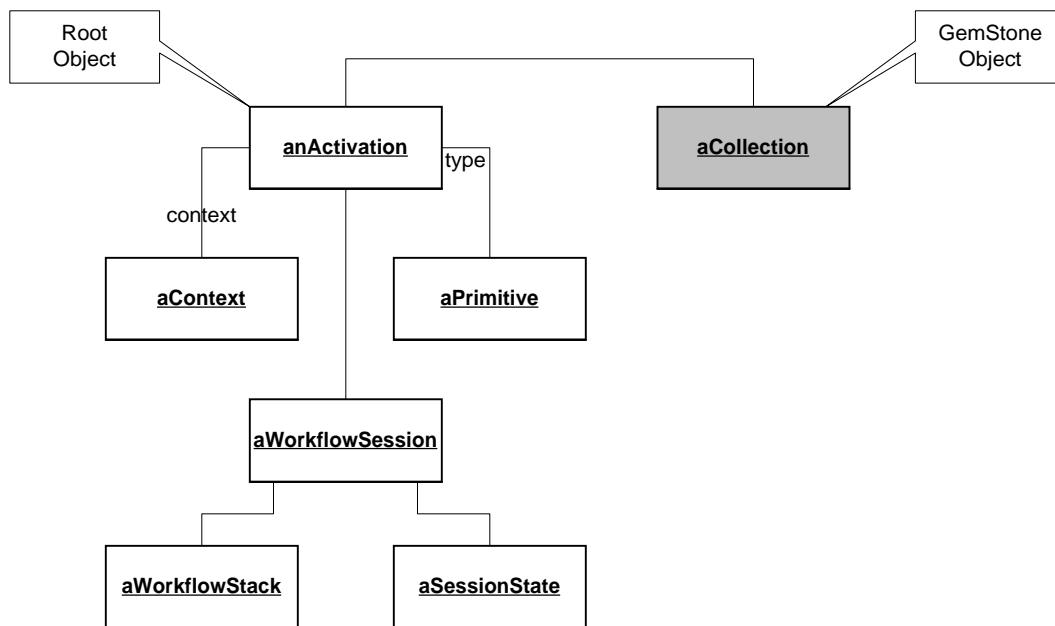 Root
Object
GemStone
Object
anActivation
aCollection
type
context
aContext
aPrimitive
aWorkflowSession
aWorkflowStack
aSessionState